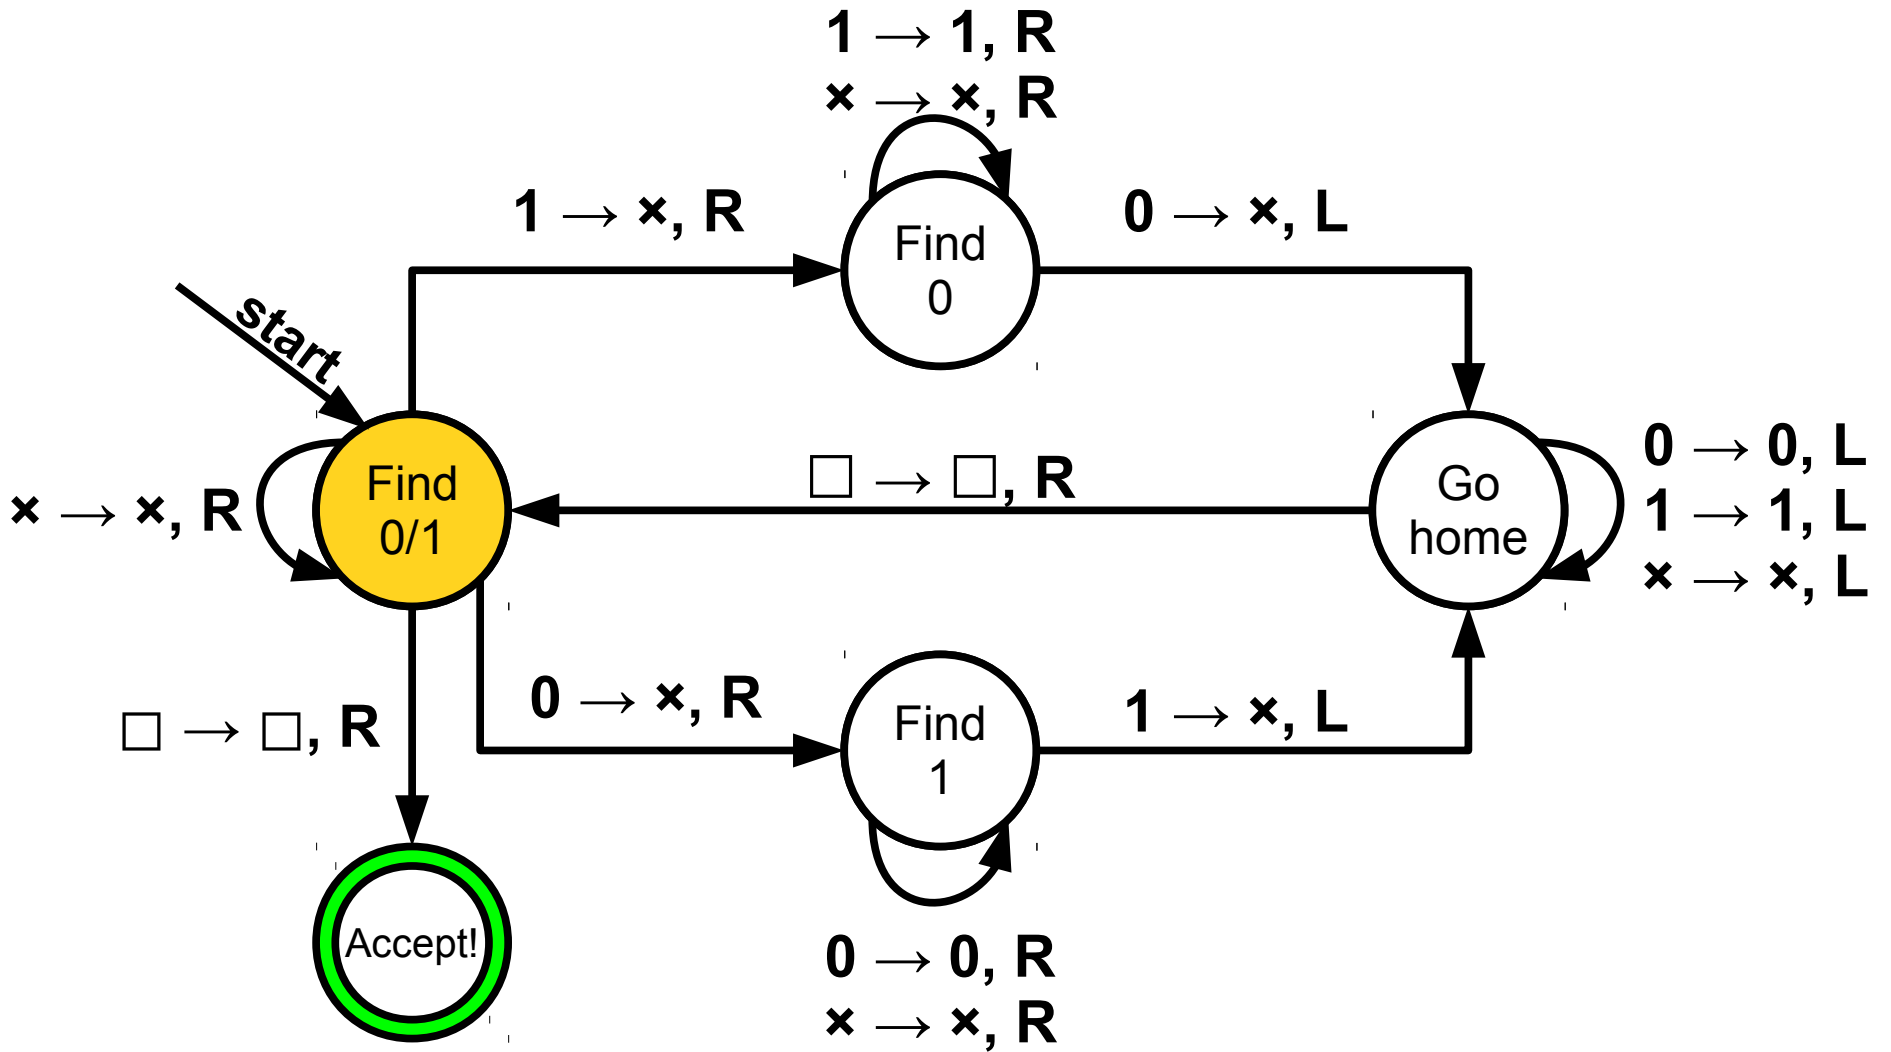 1 → 1, R
× → ×, R
1 → ×, R
Find
0
0 → ×, L
start
Find
0/1
× → ×, R
□ → □, R
Go
home
0 → 0, L
1 → 1, L
× → ×, L
□ → □, R
0 → ×, R
Find
1
1 → ×, L
Accept!
0 → 0, R
× → ×, R